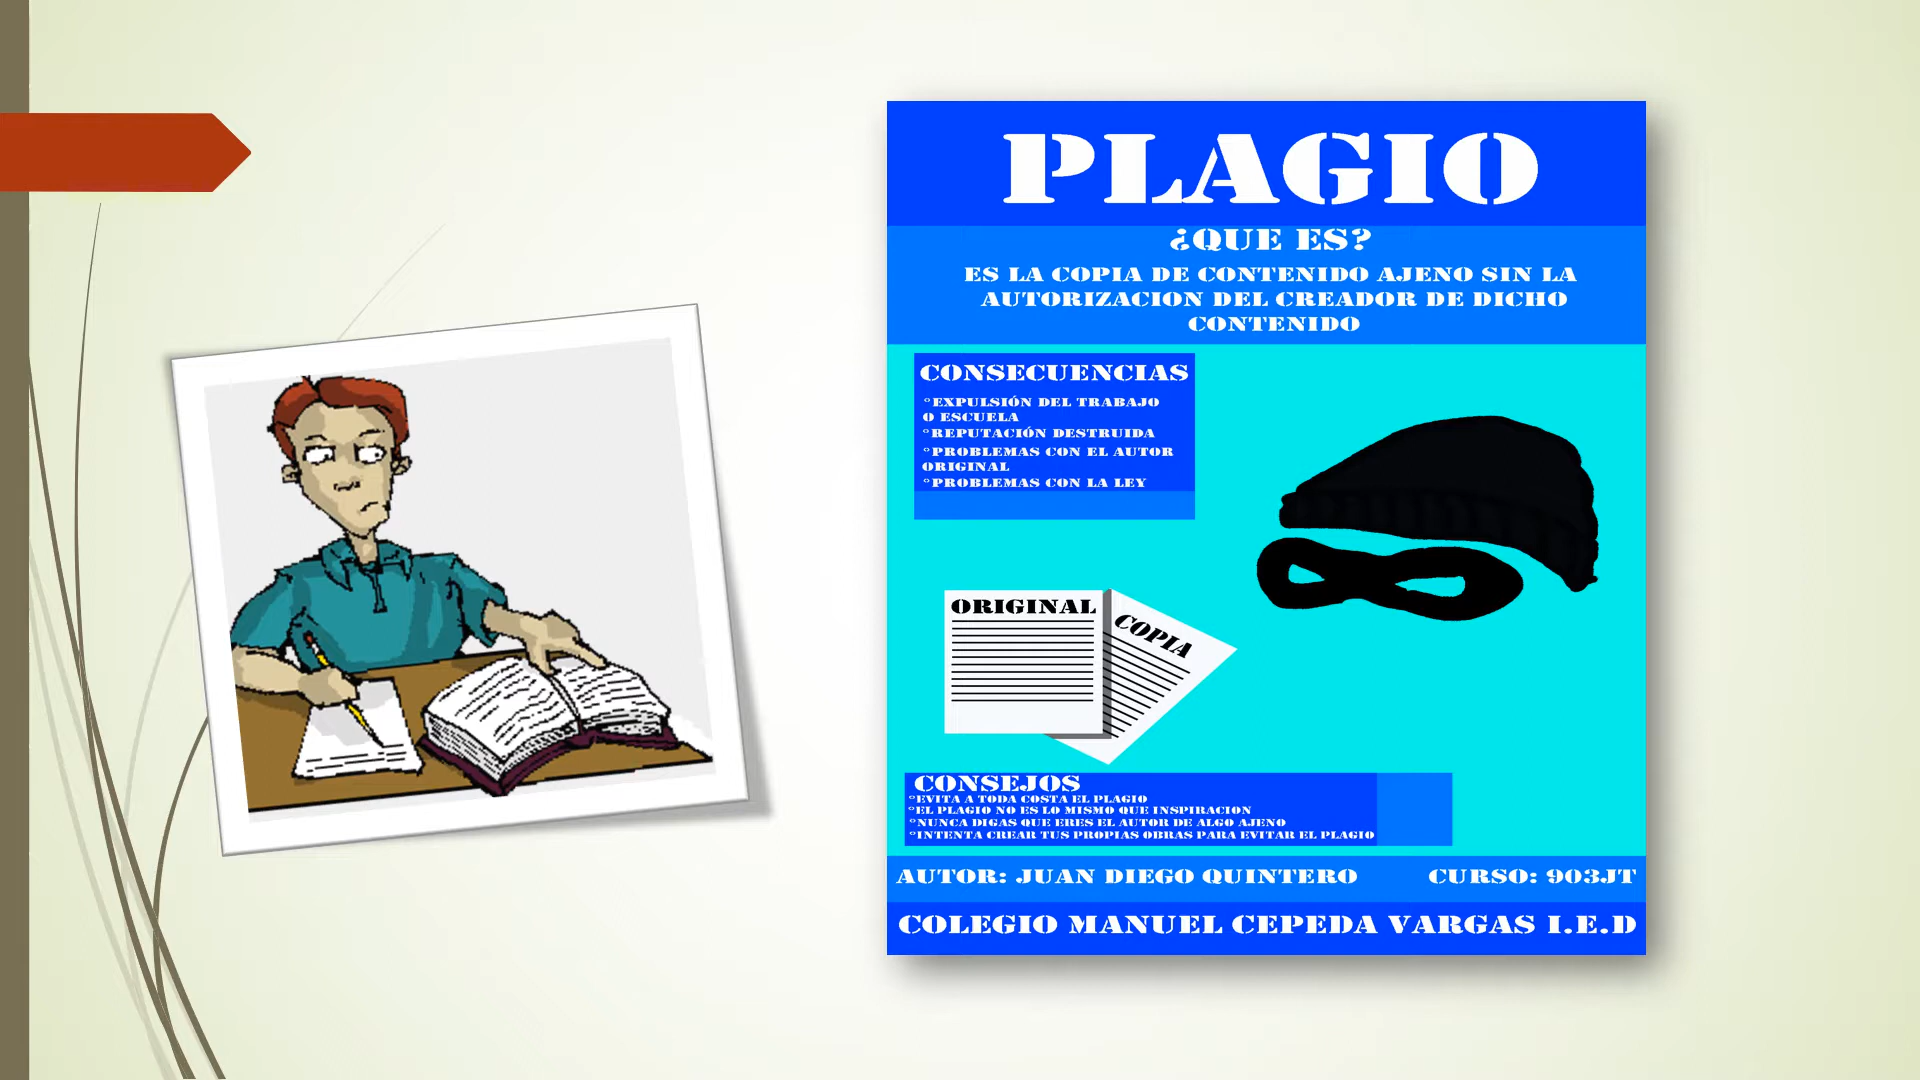 PLAGIO
¿QUE ES?
ES LA COPIA DE CONTENIDO AJENO SIN LA
AUTORIZACION DEL CREADOR DE DICHO
CONTENIDO
CONSECUENCIAS
°EXPULSIÓN DEL TRABAJO
O ESCUELA
°REPUTACIÓN DESTRUIDA
°PROBLEMAS CON EL AUTOR
ORIGINAL
°PROBLEMAS CON LA LEY
ORIGINAL
COPIA
CONSEJOS
°EVITA A TODA COSTA EL PLAGIO
°EL PLAGIO NO ES LO MISMO QUE INSPIRACION
°NUNCA DIGAS QUE ERES EL AUTOR DE ALGO AJENO
°INTENTA CREAR TUS PROPIAS OBRAS PARA EVITAR EL PLAGIO
AUTOR: JUAN DIEGO QUINTERO CURSO: 903JT
COLEGIO MANUEL CEPEDA VARGAS I.E.D